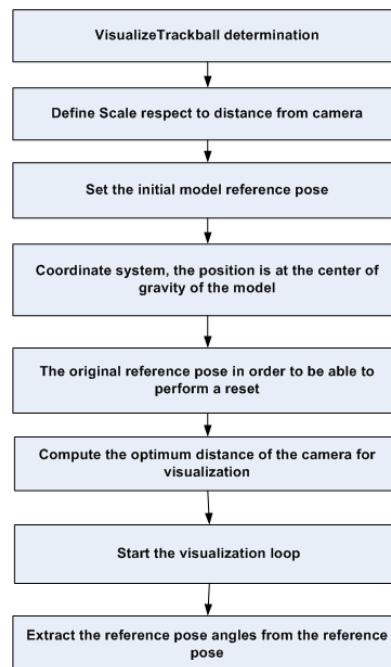 VisualizeTrackball determination
Define Scale respect to distance from camera
Set the initial model reference pose
Coordinate system, the position is at the center of
gravity of the model
The original reference pose in order to be able to
perform a reset
Compute the optimum distance of the camera for
visualization
Start the visualization loop
Extract the reference pose angles from the reference
pose